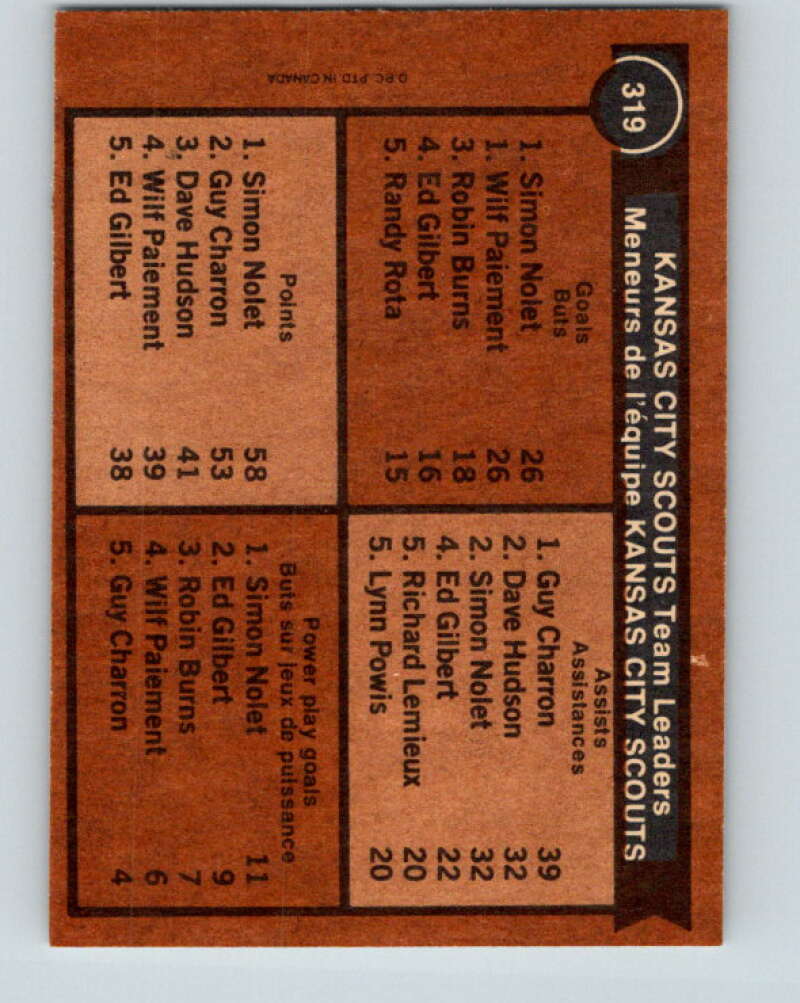 319
KANSAS CITY SCOUTS Team Leaders
Meneurs de l'équipe KANSAS CITY SCOUTS
Goals
Buts
1. Simon Nolet 26
1. Wilf Paiement 26
3. Robin Burns 18
4. Ed Gilbert 16
5. Randy Rota 15
Assists
Assistances
1. Guy Charron 39
2. Dave Hudson 32
2. Simon Nolet 32
4. Ed Gilbert 22
5. Richard Lemieux 20
5. Lynn Powis 20
Points
1. Simon Nolet 58
2. Guy Charron 53
3. Dave Hudson 41
4. Wilf Paiement 39
5. Ed Gilbert 38
Power play goals
Buts sur jeux de puissance
1. Simon Nolet 11
2. Ed Gilbert 9
3. Robin Burns 7
4. Wilf Paiement 6
5. Guy Charron 4
O.P.C. PTD IN CANADA